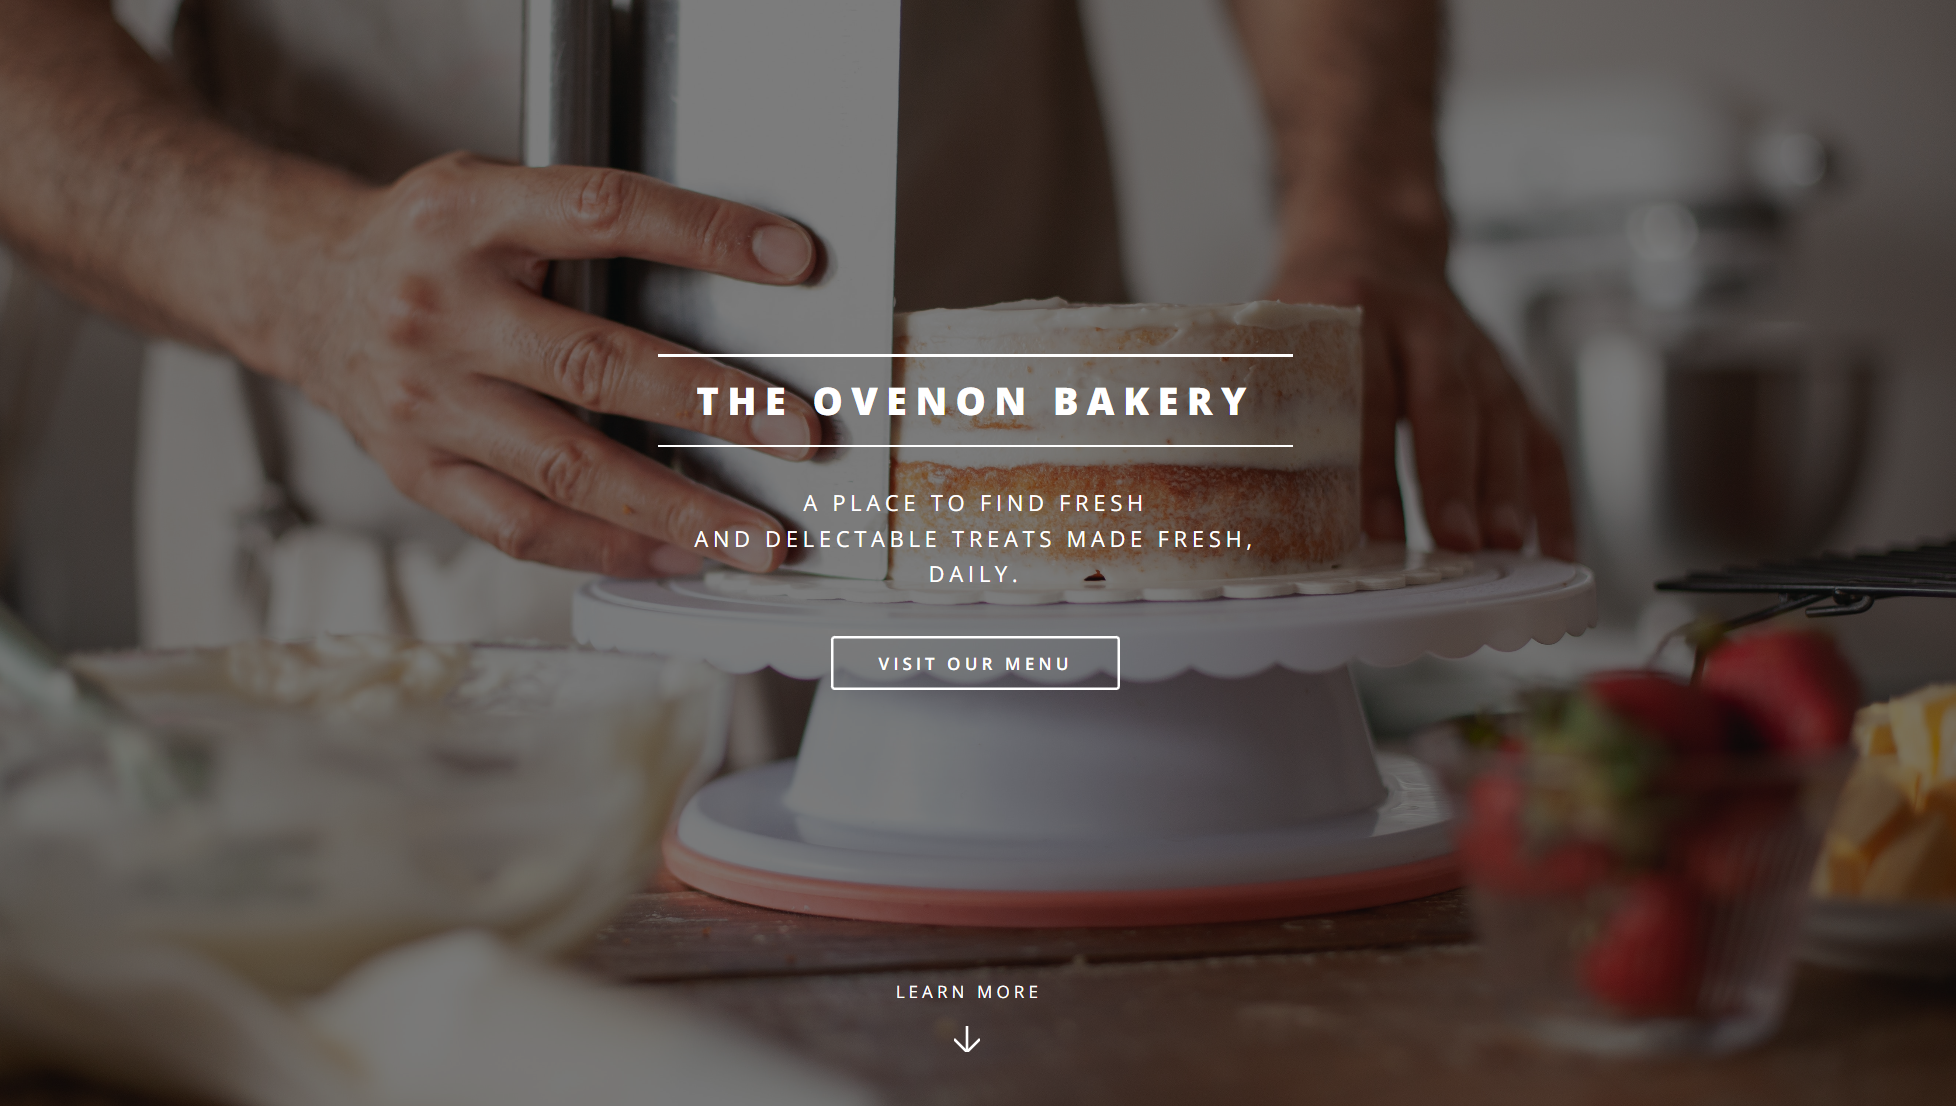 THE OVENON BAKERY
A PLACE TO FIND FRESH
AND DELECTABLE TREATS MADE FRESH,
DAILY.
VISIT OUR MENU
LEARN MORE